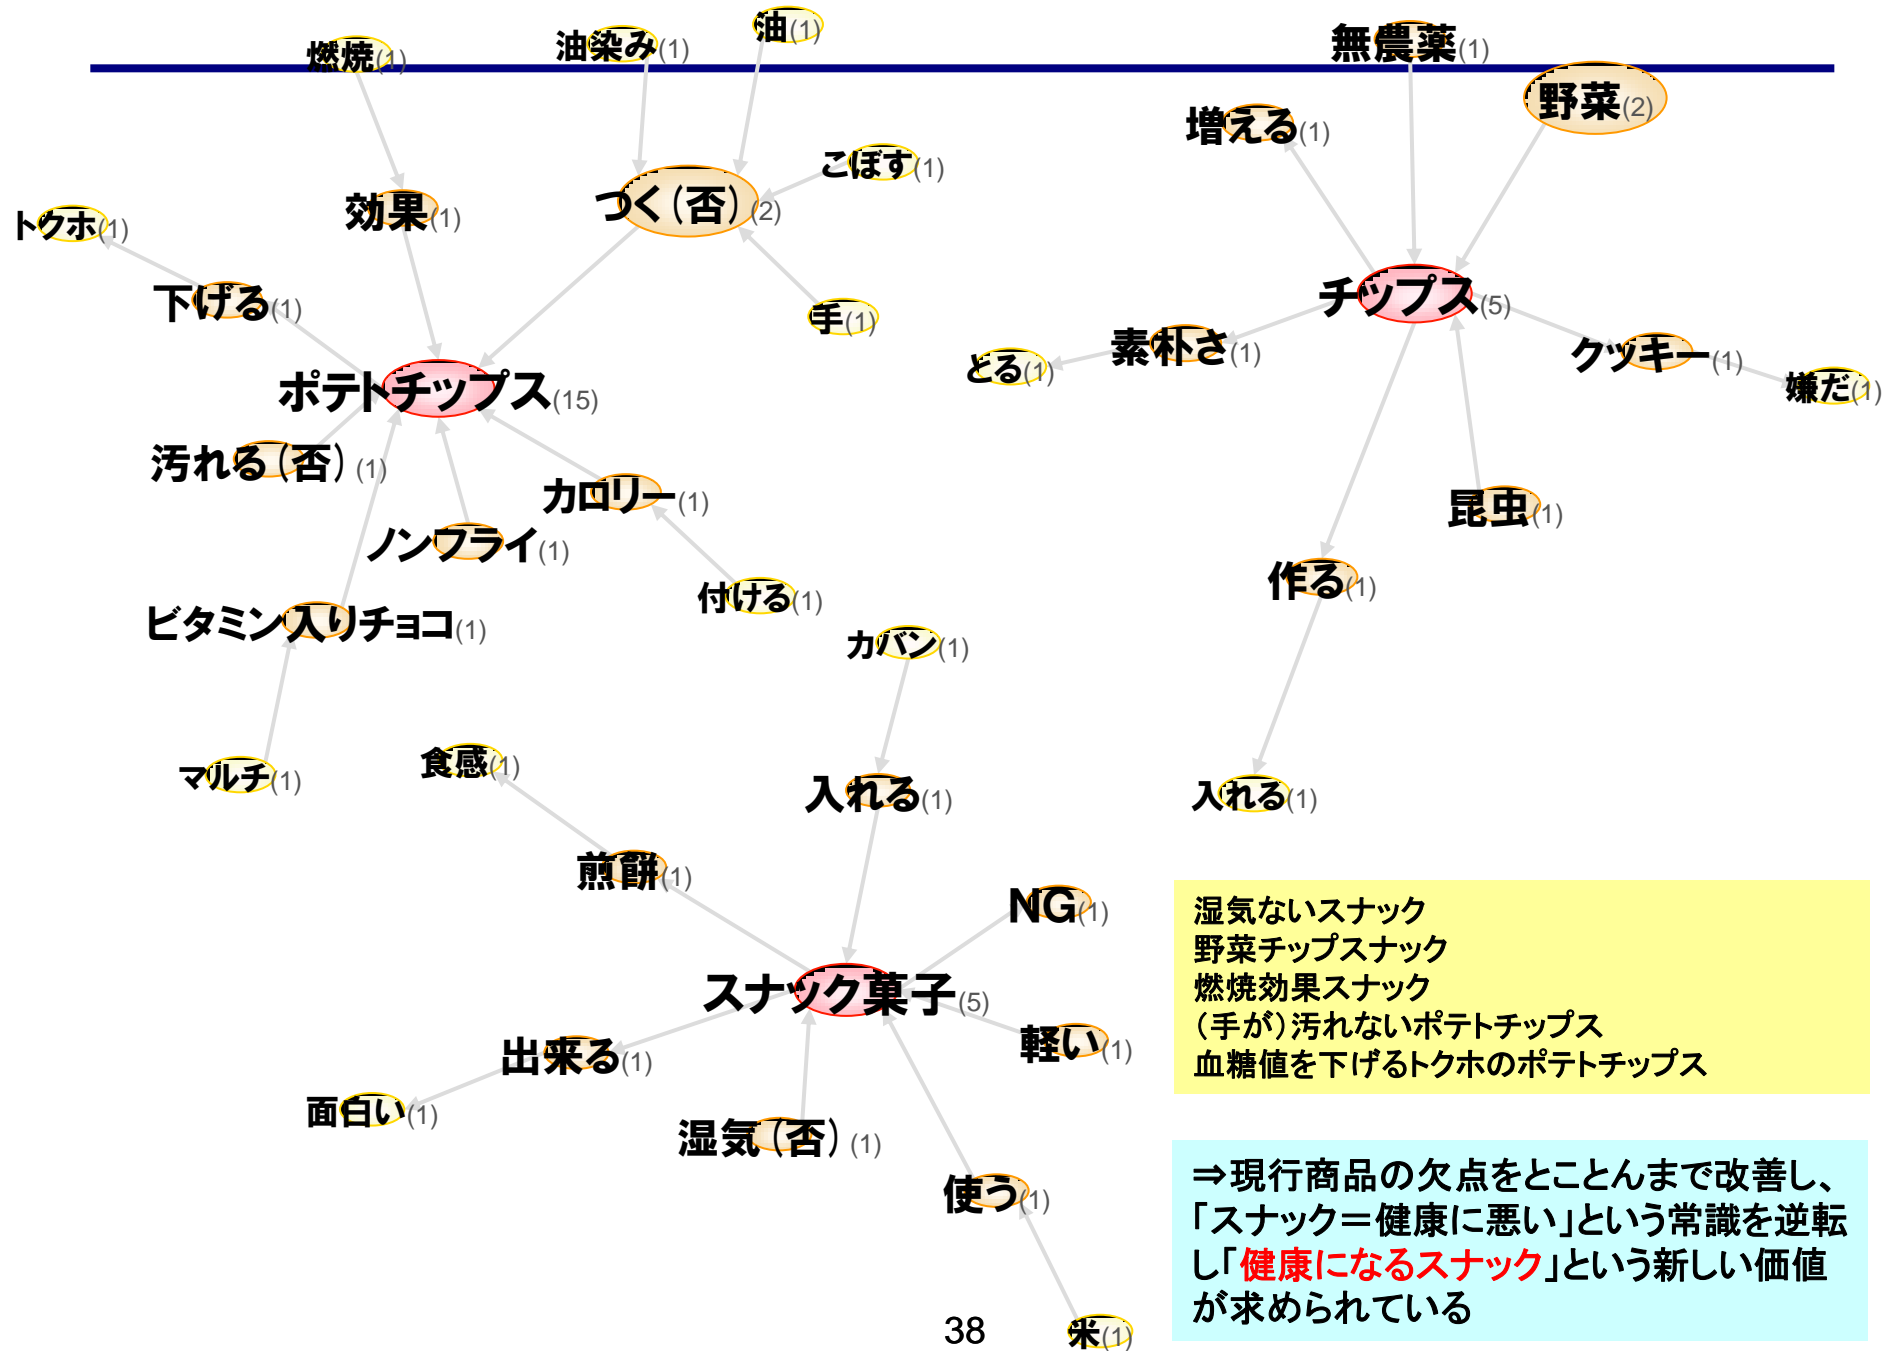 燃焼(1)
油染み(1)
油(1)
無農薬(1)
野菜(2)
増える(1)
こぼす(1)
トクホ(1)
効果(1)
つく(否)(2)
下げる(1)
手(1)
チップス(5)
とる(1)
素朴さ(1)
クッキー(1)
嫌だ(1)
ポテトチップス(15)
汚れる(否)(1)
カロリー(1)
昆虫(1)
ノンフライ(1)
付ける(1)
作る(1)
ビタミン入りチョコ(1)
カバン(1)
マルチ(1)
食感(1)
入れる(1)
入れる(1)
煎餅(1)
NG(1)
スナック菓子(5)
出来る(1)
軽い(1)
面白い(1)
湿気(否)(1)
使う(1)
米(1)
湿気ないスナック
野菜チップスナック
燃焼効果スナック
(手が)汚れないポテトチップス
血糖値を下げるトクホのポテトチップス
⇒現行商品の欠点をとことんまで改善し、
「スナック＝健康に悪い」という常識を逆転
し「健康になるスナック」という新しい価値
が求められている
38